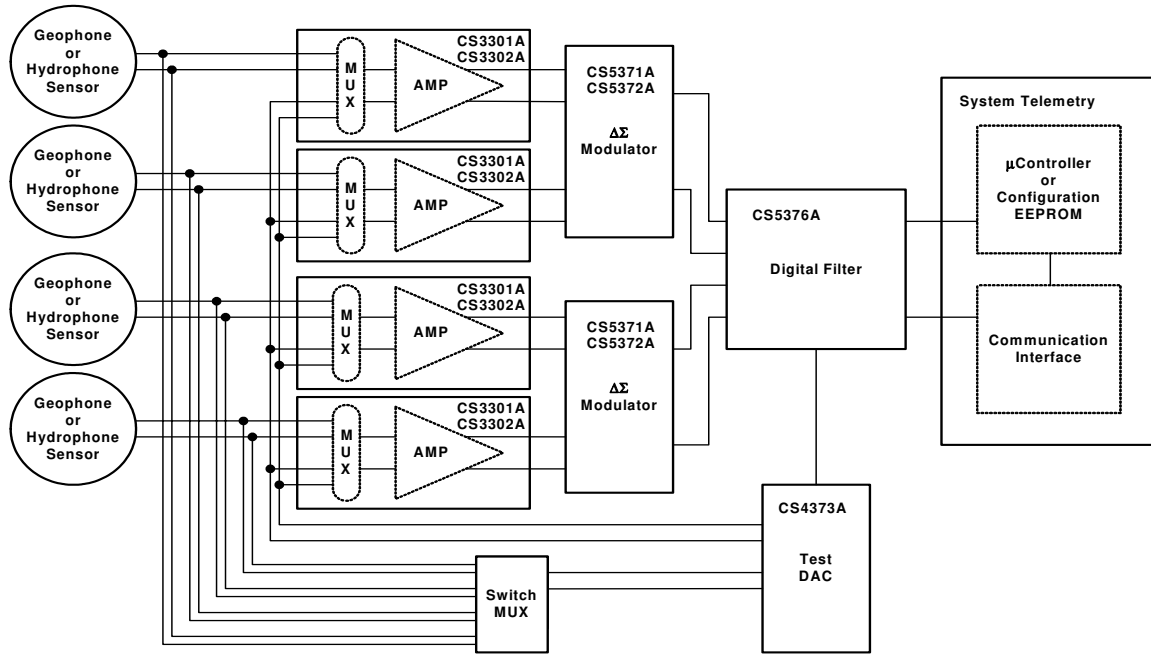 Geophone
or
Hydrophone
Sensor
M
U
X
AMP
CS3301A
CS3302A
CS5371A
CS5372A
ΔΣ
Modulator
Geophone
or
Hydrophone
Sensor
M
U
X
AMP
CS3301A
CS3302A
Geophone
or
Hydrophone
Sensor
M
U
X
AMP
CS3301A
CS3302A
CS5371A
CS5372A
ΔΣ
Modulator
Geophone
or
Hydrophone
Sensor
M
U
X
AMP
CS3301A
CS3302A
CS5376A
Digital Filter
System Telemetry
μController
or
Configuration
EEPROM
Communication
Interface
Switch
MUX
CS4373A
Test
DAC